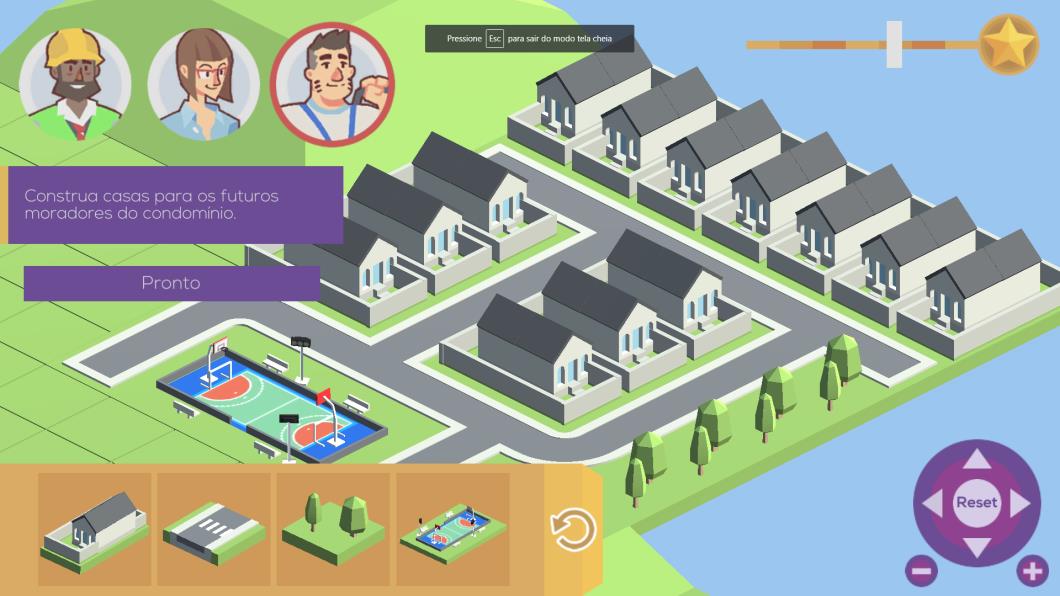 Pressione Esc para sair do modo tela cheia
Construa casas para os futuros
moradores do condomínio.
Pronto
Reset